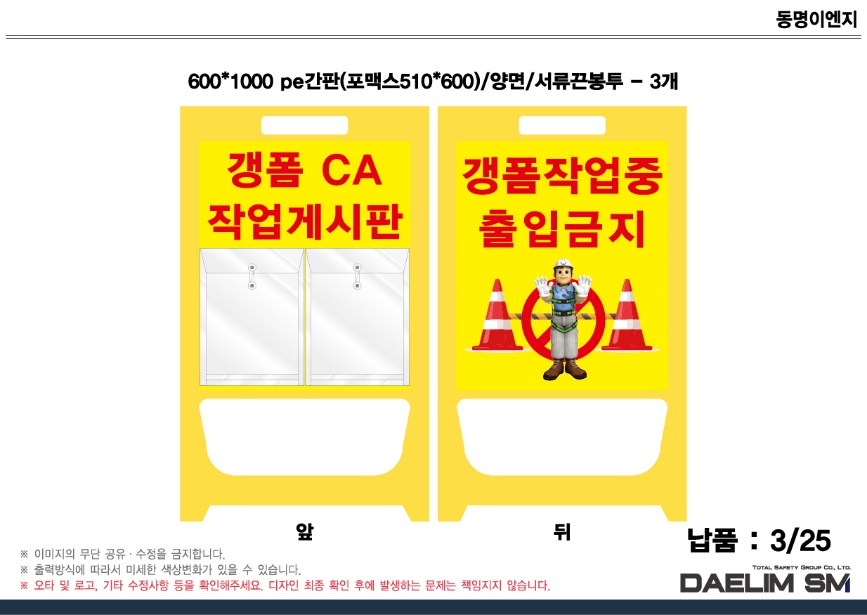 동명이엔지
600*1000 pe간판(포맥스510*600)/양면/서류끈봉투 - 3개
갱폼 CA
작업게시판
갱폼작업중
출입금지
앞
뒤
납품 : 3/25
※ 이미지의 무단 공유·수정을 금지합니다.
※ 출력방식에 따라서 미세한 색상변화가 있을 수 있습니다.
※ 오타 및 로고, 기타 수정사항 등을 확인해주세요. 디자인 최종 확인 후에 발생하는 문제는 책임지지 않습니다.
TOTAL SAFETY GROUP CO., LTD.
DAELIM SM